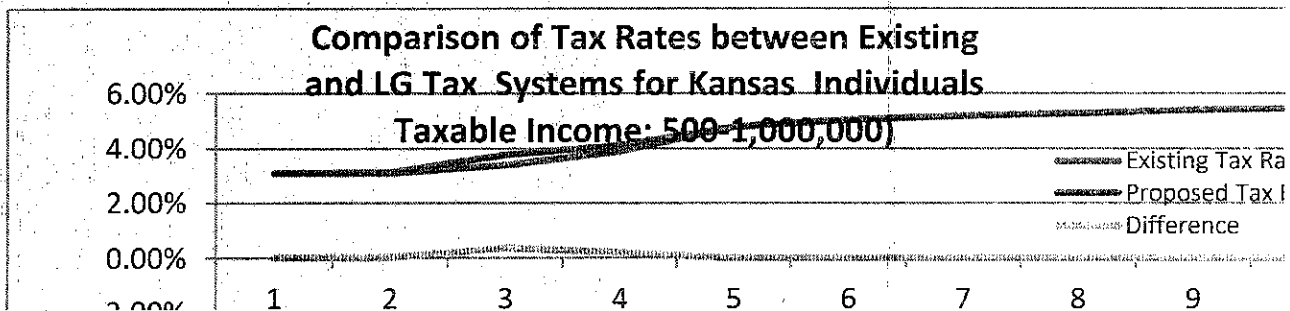 Comparison of Tax Rates between Existing
and LG Tax Systems for Kansas Individuals
Taxable Income: 500-1,000,000)
6.00%
4.00%
2.00%
0.00%
Existing Tax Ra
Proposed Tax
Difference
1 2 3 4 5 6 7 8 9